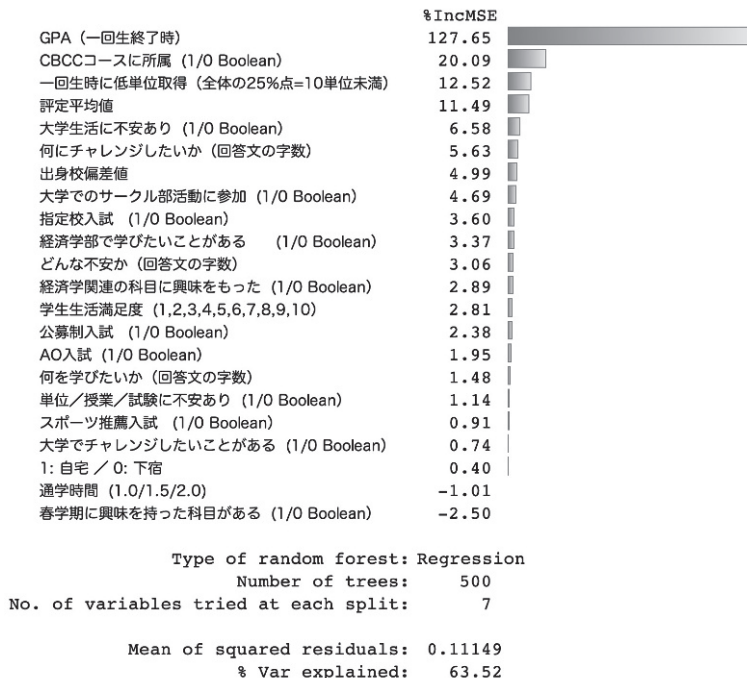 %IncMSE
GPA（一回生終了時） 127.65
CBCCコースに所属 (1/0 Boolean) 20.09
一回生時に低単位取得（全体の25%点=10単位未満） 12.52
評定平均値 11.49
大学生活に不安あり (1/0 Boolean) 6.58
何にチャレンジしたいか（回答文の字数） 5.63
出身校偏差値 4.99
大学でのサークル部活動に参加 (1/0 Boolean) 4.69
指定校入試 (1/0 Boolean) 3.60
経済学部で学びたいことがある (1/0 Boolean) 3.37
どんな不安か（回答文の字数） 3.06
経済学関連の科目に興味をもった (1/0 Boolean) 2.89
学生生活満足度 (1,2,3,4,5,6,7,8,9,10) 2.81
公募制入試 (1/0 Boolean) 2.38
AO入試 (1/0 Boolean) 1.95
何を学びたいか（回答文の字数） 1.48
単位／授業／試験に不安あり (1/0 Boolean) 1.14
スポーツ推薦入試 (1/0 Boolean) 0.91
大学でチャレンジしたいことがある (1/0 Boolean) 0.74
1: 自宅 ／ 0: 下宿 0.40
通学時間 (1.0/1.5/2.0) -1.01
春学期に興味を持った科目がある (1/0 Boolean) -2.50
Type of random forest: Regression
Number of trees: 500
No. of variables tried at each split: 7
Mean of squared residuals: 0.11149
% Var explained: 63.52